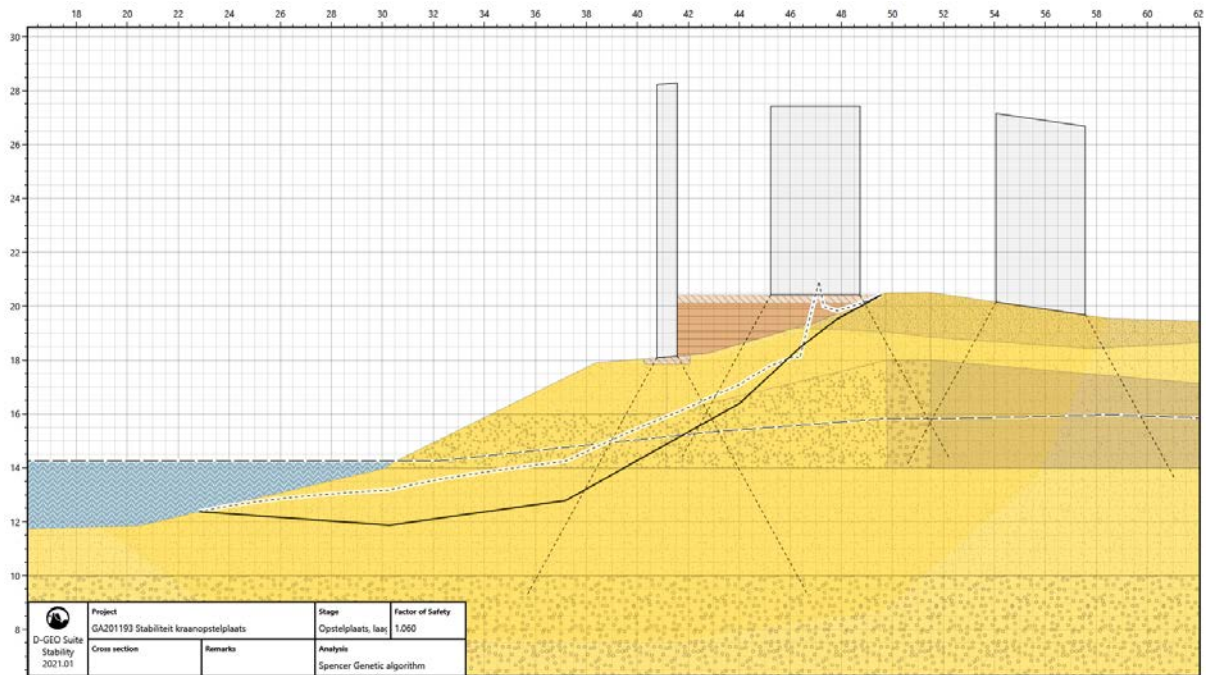 18 20 22 24 26 28 30 32 34 36 38 40 42 44 46 48 50 52 54 56 58 60 62
30
28
26
24
22
20
18
16
14
12
10
8
D-GEO Suite
Stability
2021.01
Project
GA201193 Stabiliteit kraanopstelplaats
Stage
Opstelplaats, laag
Factor of Safety
1.060
Cross section
Remarks
Analysis
Spencer Genetic algorithm